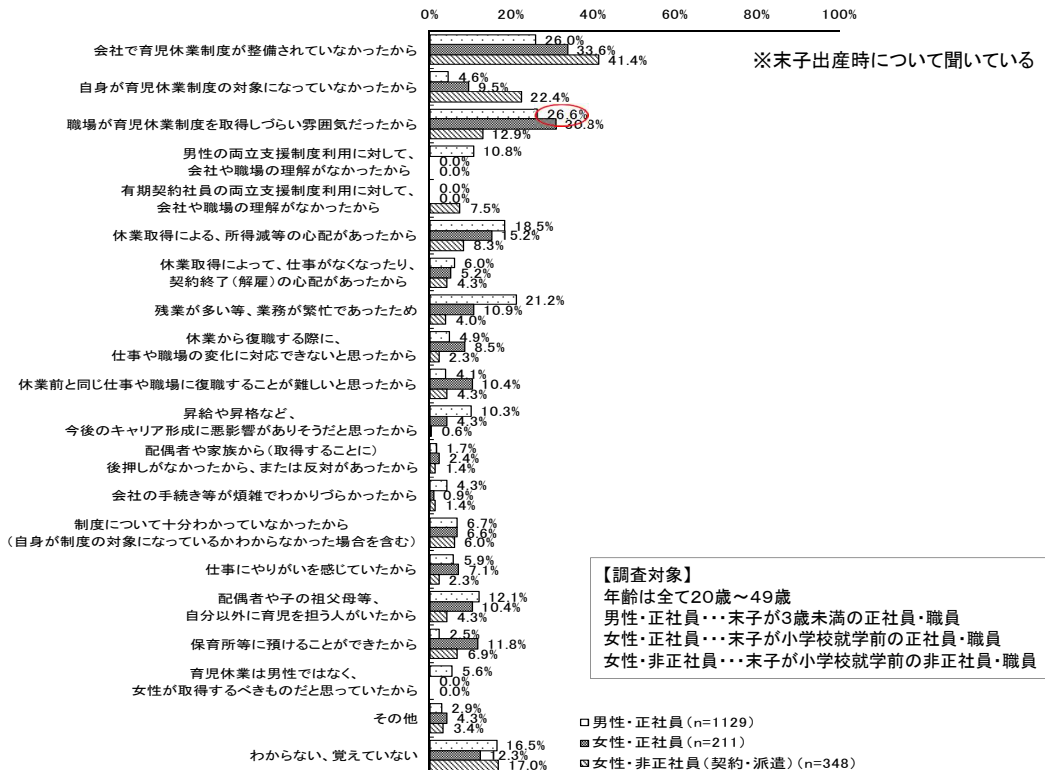 0%　20%　40%　60%　80%　100%
会社で育児休業制度が整備されていなかったから
26.0%
33.6%
41.4%
※末子出産時について聞いている
自身が育児休業制度の対象になっていなかったから
4.6%
9.5%
22.4%
職場が育児休業制度を取得しづらい雰囲気だったから
26.6%
30.8%
12.9%
男性の両立支援制度利用に対して、
会社や職場の理解がなかったから
10.8%
0.0%
0.0%
有期契約社員の両立支援制度利用に対して、
会社や職場の理解がなかったから
0.0%
0.0%
7.5%
休業取得による、所得減等の心配があったから
18.5%
15.2%
8.3%
休業取得によって、仕事がなくなったり、
契約終了(解雇)の心配があったから
6.0%
5.2%
4.3%
残業が多い等、業務が繁忙であったため
21.2%
10.9%
4.0%
休業から復職する際に、
仕事や職場の変化に対応できないと思ったから
4.9%
8.5%
2.3%
休業前と同じ仕事や職場に復職することが難しいと思ったから
4.1%
10.4%
4.3%
昇給や昇格など、
今後のキャリア形成に悪影響がありそうだと思ったから
10.3%
4.3%
0.6%
配偶者や家族から(取得することに)
後押しがなかったから、または反対があったから
1.7%
2.4%
1.4%
会社の手続き等が煩雑でわかりづらかったから
4.3%
0.9%
1.4%
制度について十分わかっていなかったから
(自身が制度の対象になっているかわからなかった場合を含む)
6.7%
6.6%
6.0%
仕事にやりがいを感じていたから
5.9%
7.1%
2.3%
配偶者や子の祖父母等、
自分以外に育児を担う人がいたから
12.1%
10.4%
4.3%
保育所等に預けることができたから
2.5%
11.8%
6.9%
育児休業は男性ではなく、
女性が取得するべきものだと思っていたから
5.6%
0.0%
0.0%
その他
2.9%
4.3%
3.4%
わからない、覚えていない
16.5%
12.3%
17.0%
【調査対象】
年齢は全て20歳～49歳
男性・正社員・・・末子が3歳未満の正社員・職員
女性・正社員・・・末子が小学校就学前の正社員・職員
女性・非正社員・・・末子が小学校就学前の非正社員・職員
男性・正社員(n=1129)
女性・正社員(n=211)
女性・非正社員(契約・派遣)(n=348)